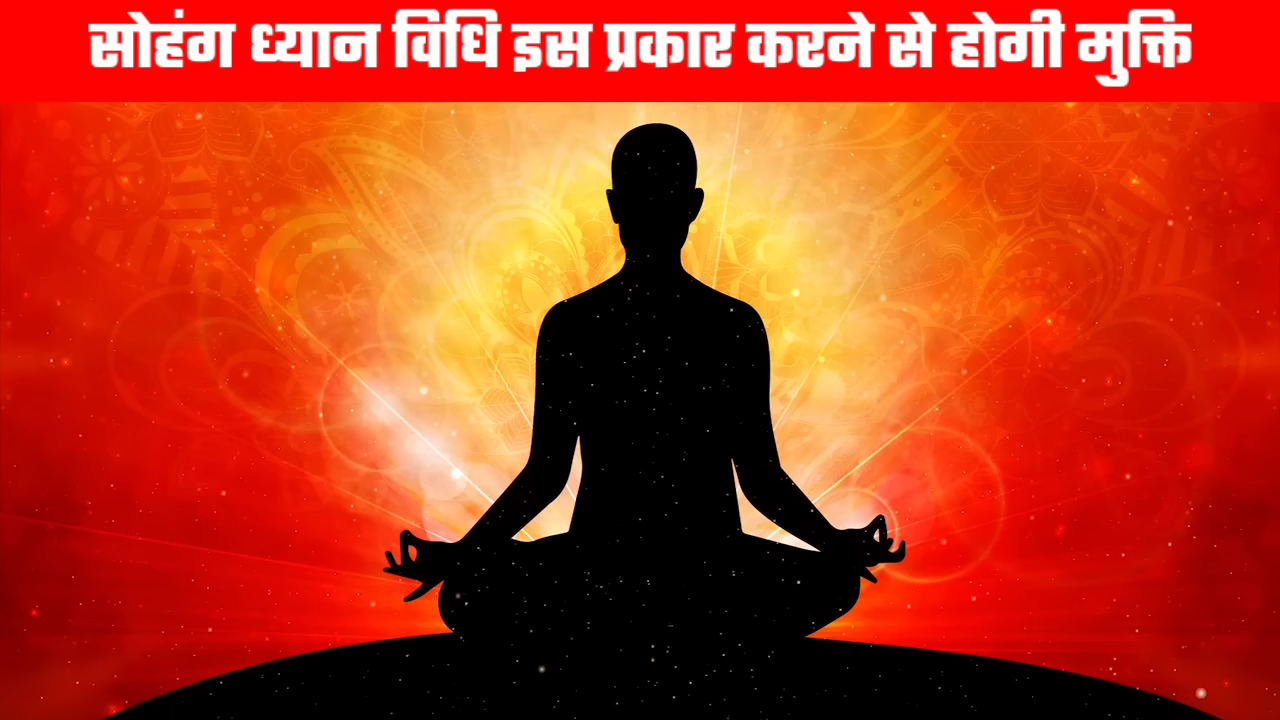 सोहंग ध्यान विधि इस प्रकार करने से होगी मुक्ति